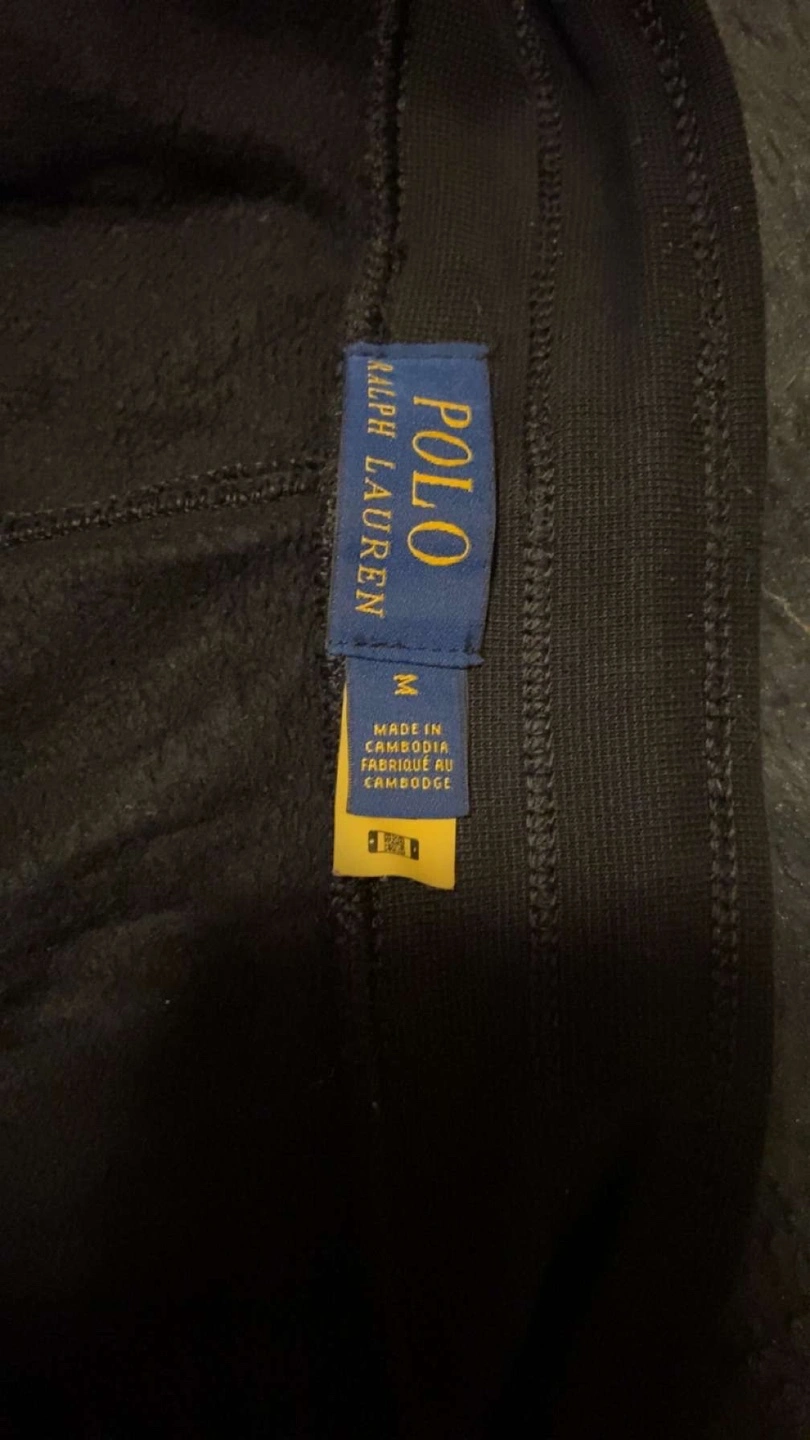 POLO
RALPH LAUREN
M
MADE IN
CAMBODIA
FABRIQUÉ AU
CAMBODGE